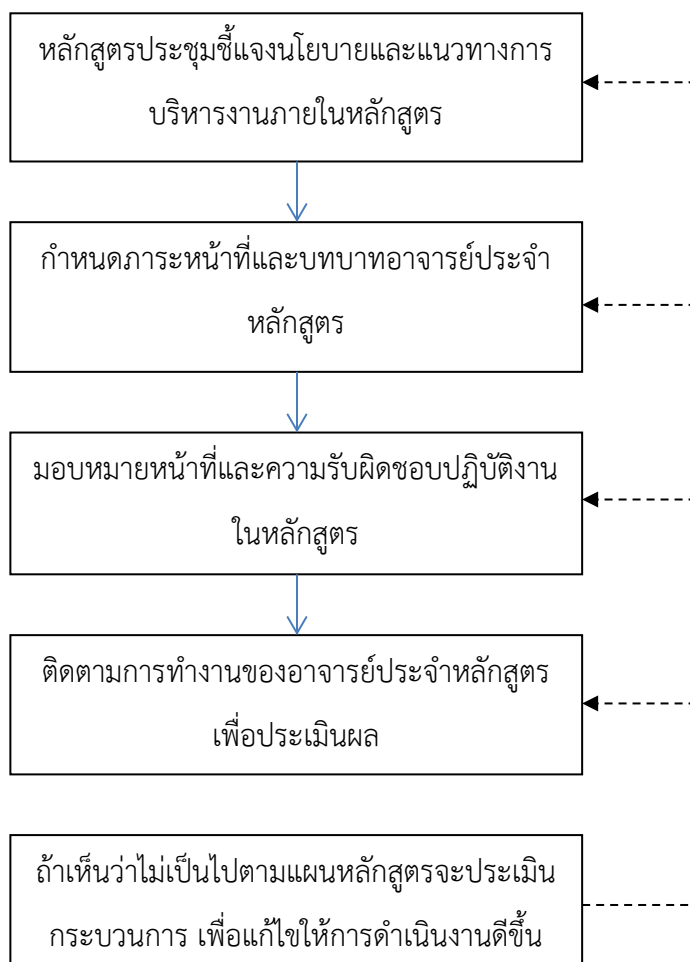 หลักสูตรประชุมชี้แจงนโยบายและแนวทางการ
บริหารงานภายในหลักสูตร
กำหนดภาระหน้าที่และบทบาทอาจารย์ประจำ
หลักสูตร
มอบหมายหน้าที่และความรับผิดชอบปฏิบัติงาน
ในหลักสูตร
ติดตามการทำงานของอาจารย์ประจำหลักสูตร
เพื่อประเมินผล
ถ้าเห็นว่าไม่เป็นไปตามแผนหลักสูตรจะประเมิน
กระบวนการ เพื่อแก้ไขให้การดำเนินงานดีขึ้น